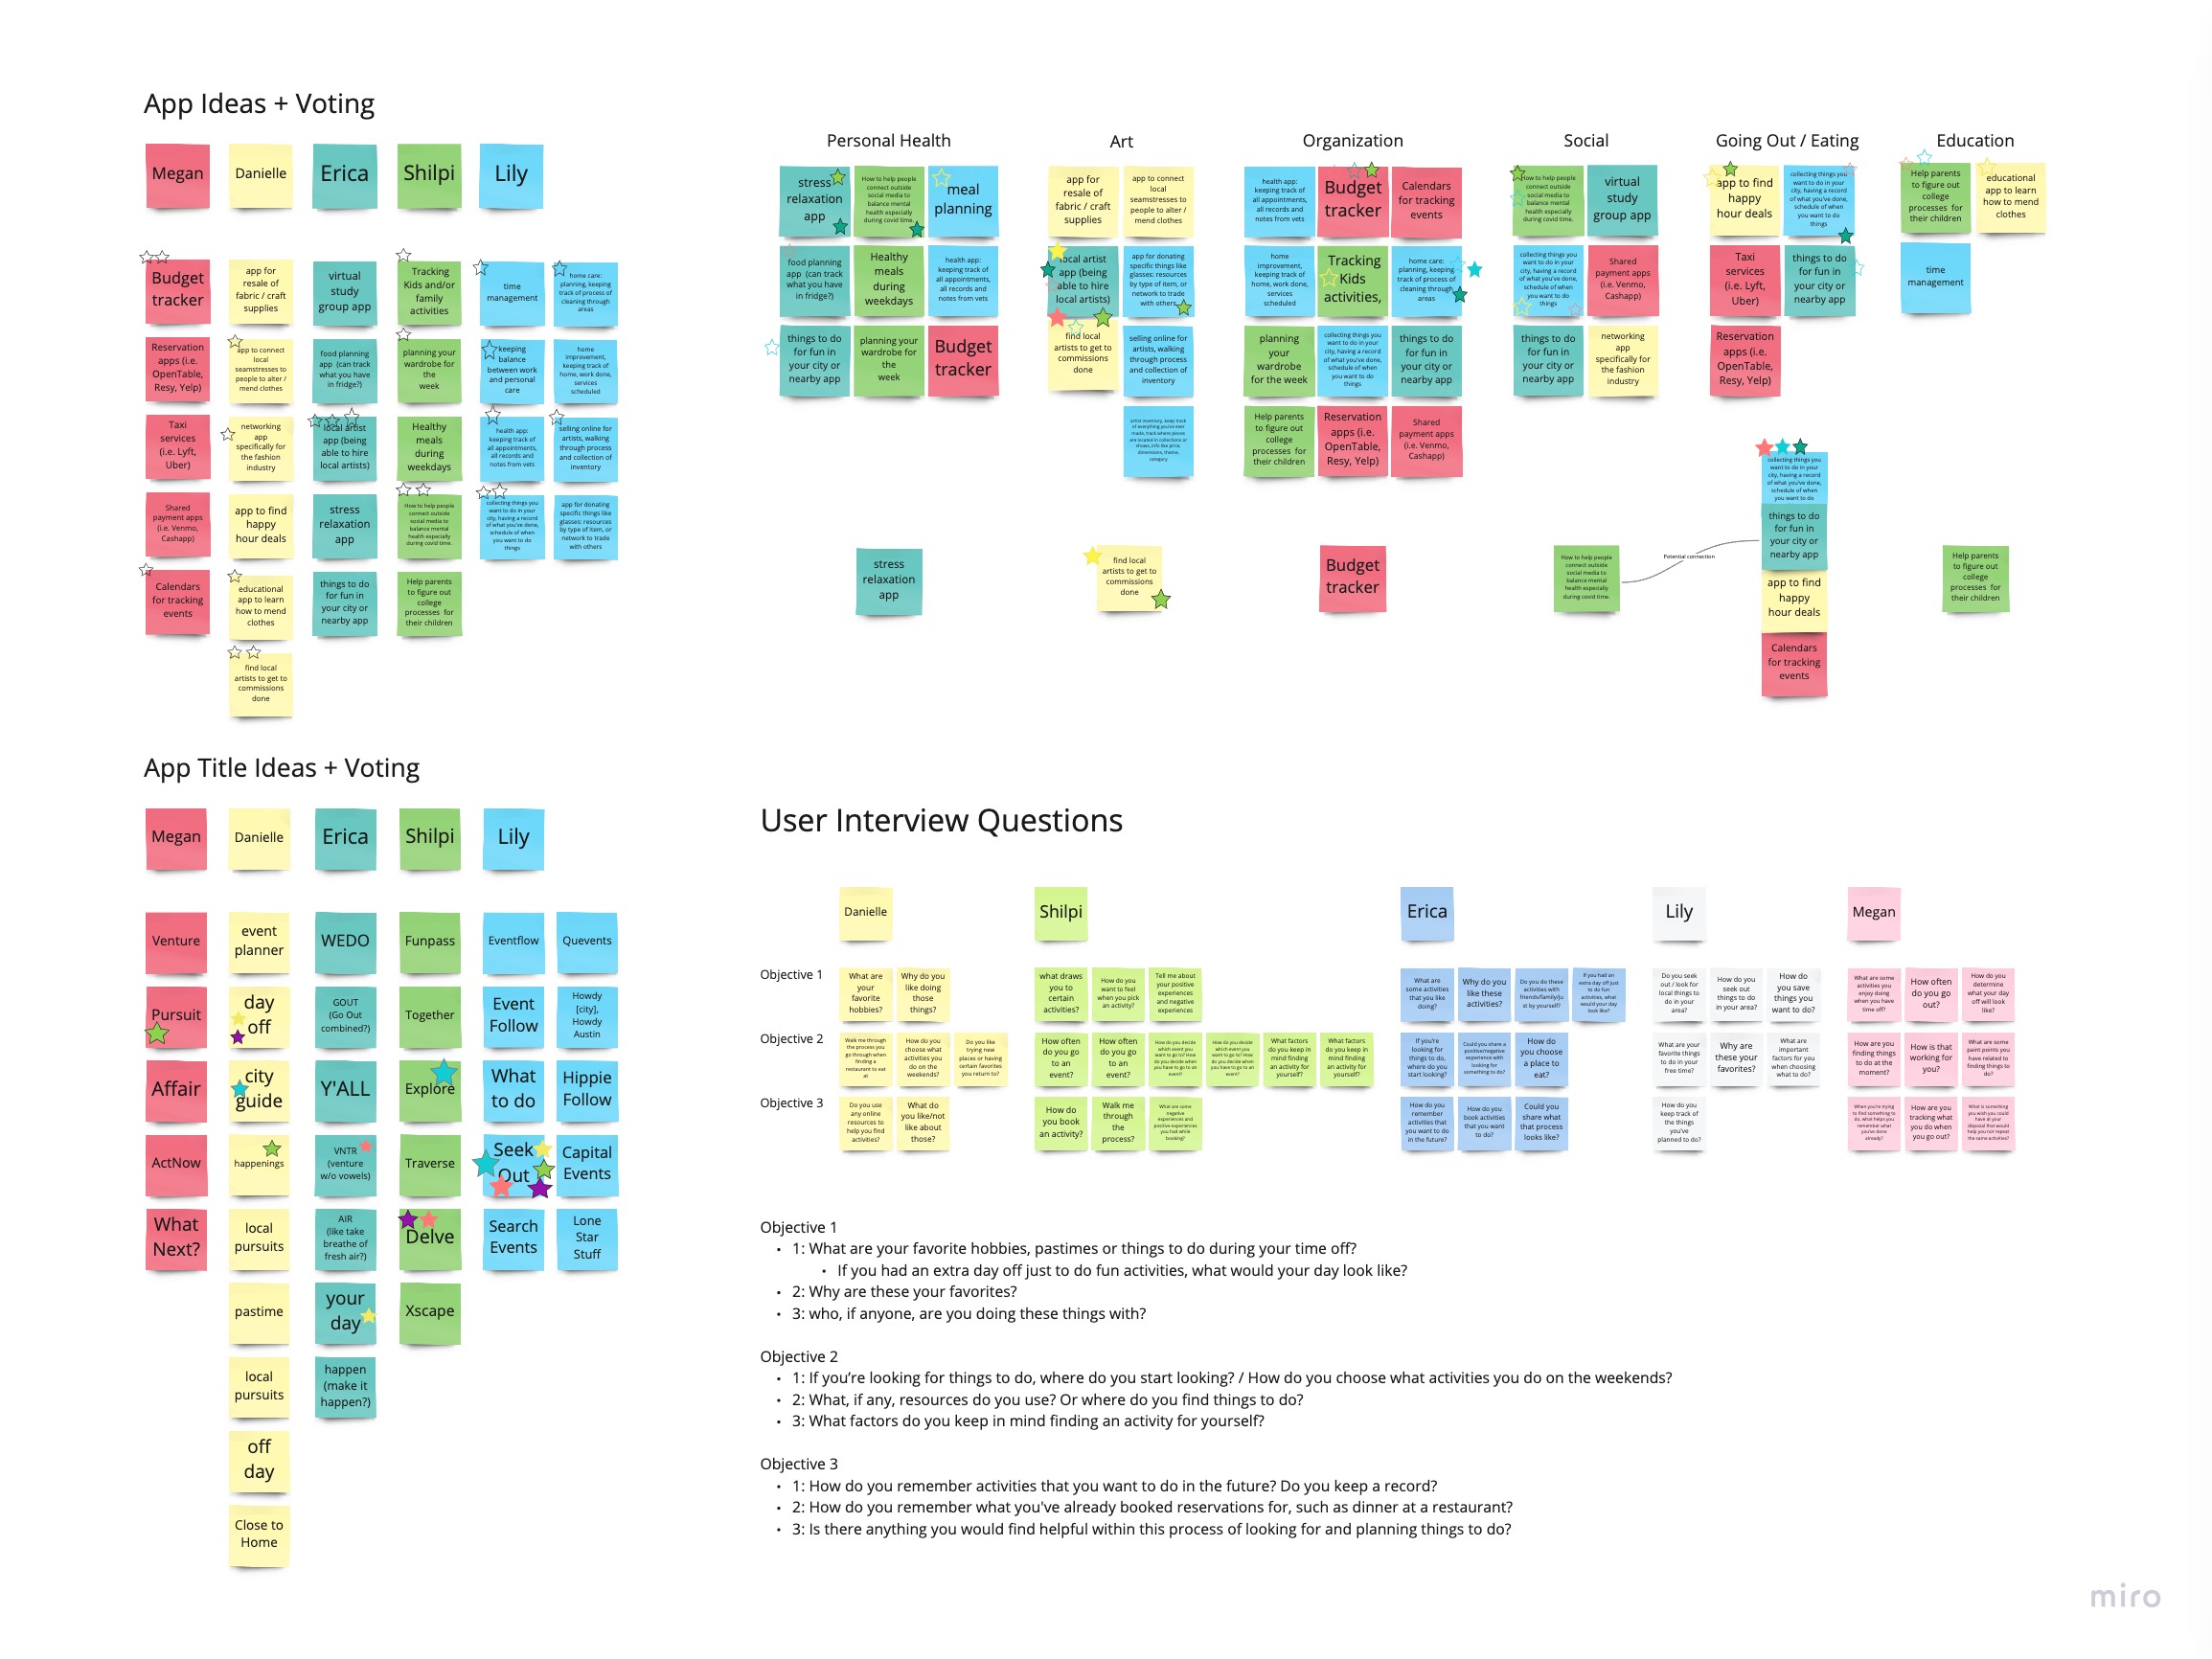 App Ideas + Voting
Megan
Danielle
Erica
Shilpi
Lily
Budget
tracker
app for
resale of
fabric / craft
supplies
virtual
study
group app
Tracking
Kids and/or
family
activities
time
management
home care:
planning, keeping
track of process of
cleaning through
areas
Reservation
apps (i.e.
OpenTable,
Resy, Yelp)
app to connect
local
seamstresses to
people to alter /
mend clothes
food planning
app (can track
what you have
in fridge?)
planning your
wardrobe for
the
week
keeping
balance
between work
and personal
care
home
improvement,
keeping track of
home, work done,
services
scheduled
Taxi
services
(i.e. Lyft,
Uber)
networking
app
specifically for
the fashion
industry
local artist
app (being
able to hire
local artists)
Healthy
meals
during
weekdays
health app:
keeping track of
all appointments,
all records and
notes from vets
selling online for
artists, walking
through process
and collection of
inventory
Shared
payment apps
(i.e. Venmo,
Cashapp)
app to find
happy
hour deals
stress
relaxation
app
How to help people
connect outside
social media to
balance mental
health especially
during covid time.
collecting things you
want to do in your
city, having a record
of what you've done,
schedule of when
you want to do
things
app for donating
specific things like
glasses: resources
by type of item, or
network to trade
with others
Calendars
for tracking
events
educational
app to learn
how to mend
clothes
things to do
for fun in
your city or
nearby app
Help parents
to figure out
college
processes for
their children
find local
artists to get to
commissions
done
Personal Health
stress
relaxation
app
How to help people
connect outside
social media to
balance mental
health especially
during covid time.
meal
planning
food planning
app (can track
what you have
in fridge?)
Healthy
meals
during
weekdays
health app:
keeping track of
all appointments,
all records and
notes from vets
things to do
for fun in
your city or
nearby app
planning your
wardrobe for
the
week
Budget
tracker
stress
relaxation
app
Art
app for
resale of
fabric / craft
supplies
app to connect
local
seamstresses to
people to alter /
mend clothes
local artist
app (being
able to hire
local artists)
app for donating
specific things like
glasses: resources
by type of item, or
network to trade
with others
find local
artists to get to
commissions
done
selling online for
artists, walking
through process
and collection of
inventory
artist inventory, keep track
of everything you've ever
made, track where pieces
are located in collections or
shows, info like price,
dimensions, theme,
category
find local
artists to get to
commissions
done
Organization
health app:
keeping track of
all appointments,
all records and
notes from vets
Budget
tracker
Calendars
for tracking
events
home
improvement,
keeping track of
home, work done,
services
scheduled
Tracking
Kids
activities,
home care:
planning, keeping
track of process of
cleaning through
areas
planning
your
wardrobe
for the week
collecting things you
want to do in your
city, having a record
of what you've done,
schedule of when
you want to do
things
things to do
for fun in
your city or
nearby app
Help parents
to figure out
college
processes for
their children
Reservation
apps (i.e.
OpenTable,
Resy, Yelp)
Shared
payment apps
(i.e. Venmo,
Cashapp)
Budget
tracker
Social
How to help people
connect outside
social media to
balance mental
health especially
during covid time.
virtual
study
group app
collecting things you
want to do in your
city, having a record
of what you've done,
schedule of when
you want to do
things
Shared
payment apps
(i.e. Venmo,
Cashapp)
things to do
for fun in
your city or
nearby app
networking
app
specifically for
the fashion
industry
How to help people
connect outside
social media to
balance mental
health especially
during covid time.
Potential connection
Going Out / Eating
app to find
happy
hour deals
collecting things you
want to do in your
city, having a record
of what you've done,
schedule of when
you want to do
things
Taxi
services
(i.e. Lyft,
Uber)
things to do
for fun in
your city or
nearby app
Reservation
apps (i.e.
OpenTable,
Resy, Yelp)
collecting things you
want to do in your
city, having a record
of what you've done,
schedule of when
you want to do
things to do
for fun in
your city or
nearby app
app to find
happy
hour deals
Calendars
for tracking
events
Education
Help parents
to figure out
college
processes for
their children
educational
app to learn
how to mend
clothes
time
management
Help parents
to figure out
college
processes for
their children
App Title Ideas + Voting
Megan
Danielle
Erica
Shilpi
Lily
Venture
event
planner
WEDO
Funpass
Eventflow
Quevents
Pursuit
day
off
GOUT
(Go Out
combined?)
Together
Event
Follow
Howdy
[city],
Howdy
Austin
Affair
city
guide
Y'ALL
Explore
What
to do
Hippie
Follow
ActNow
happenings
VNTR
(venture
w/o vowels)
Traverse
Seek
Out
Capital
Events
What
Next?
local
pursuits
AIR
(like take
breathe of
fresh air?)
Delve
Search
Events
Lone
Star
Stuff
pastime
your
day
Xscape
local
pursuits
happen
(make it
happen?)
off
day
Close to
Home
User Interview Questions
Danielle
Shilpi
Erica
Lily
Megan
Objective 1
What are
your
favorite
hobbies?
Why do you
like doing
those
things?
what draws
you to
certain
activities?
How do you
want to feel
when you pick
an activity?
Tell me about
your positive
experiences
and negative
experiences
What are
some activities
that you like
doing?
Why do you
like these
activities?
Do you do these
activities with
friends/family/ju
st by yourself?
If you had an
extra day off just
to do fun
activities, what
would your day
look like?
Do you seek
out / look for
local things to
do in your
area?
How do you
seek out
things to do
in your area?
How do
you save
things you
want to do?
What are some
activities you
enjoy doing
when you have
time off?
How often
do you go
out?
How do you
determine
what your day
off will look
like?
Objective 2
Walk me through
the process you
go through when
finding a
restaurant to eat
at
How do you
choose what
activities you
do on the
weekends?
Do you like
trying new
places or having
certain favorites
you return to?
How often
do you go
to an
event?
How often
do you go
to an
event?
How do you decide
which event you
want to go to? How
do you decide when
you have to go to an
event?
How do you decide
which event you
want to go to? How
do you decide when
you have to go to an
event?
What factors
do you keep in
mind finding
an activity for
yourself?
What factors
do you keep in
mind finding
an activity for
yourself?
If you're
looking for
things to do,
where do you
start looking?
Could you share a
positive/negative
experience with
looking for
something to do?
How do
you choose
a place to
eat?
What are your
favorite things
to do in your
free time?
Why are
these your
favorites?
What are
important
factors for you
when choosing
what to do?
How are you
finding things
to do at the
moment?
How is that
working for
you?
What are some
paint points you
have related to
finding things to
do?
Objective 3
Do you use
any online
resources to
help you find
activities?
What do
you like/not
like about
those?
How do
you book
an activity?
Walk me
through
the
process?
What are some
negative
experiences and
positive experiences
you had while
booking?
How do you
remember
activities that
you want to do
in the future?
How do you
book activities
that you want
to do?
Could you
share what
that process
looks like?
How do you
keep track of
the things
you've
planned to do?
When you're trying
to find something to
do, what helps you
remember what
you've done
already?
How are you
tracking what
you do when
you go out?
What is something
you wish you could
have at your
disposal that would
help you not repeat
the same activities?
Objective 1
• 1: What are your favorite hobbies, pastimes or things to do during your time off?
• If you had an extra day off just to do fun activities, what would your day look like?
• 2: Why are these your favorites?
• 3: who, if anyone, are you doing these things with?
Objective 2
• 1: If you’re looking for things to do, where do you start looking? / How do you choose what activities you do on the weekends?
• 2: What, if any, resources do you use? Or where do you find things to do?
• 3: What factors do you keep in mind finding an activity for yourself?
Objective 3
• 1: How do you remember activities that you want to do in the future? Do you keep a record?
• 2: How do you remember what you've already booked reservations for, such as dinner at a restaurant?
• 3: Is there anything you would find helpful within this process of looking for and planning things to do?
miro